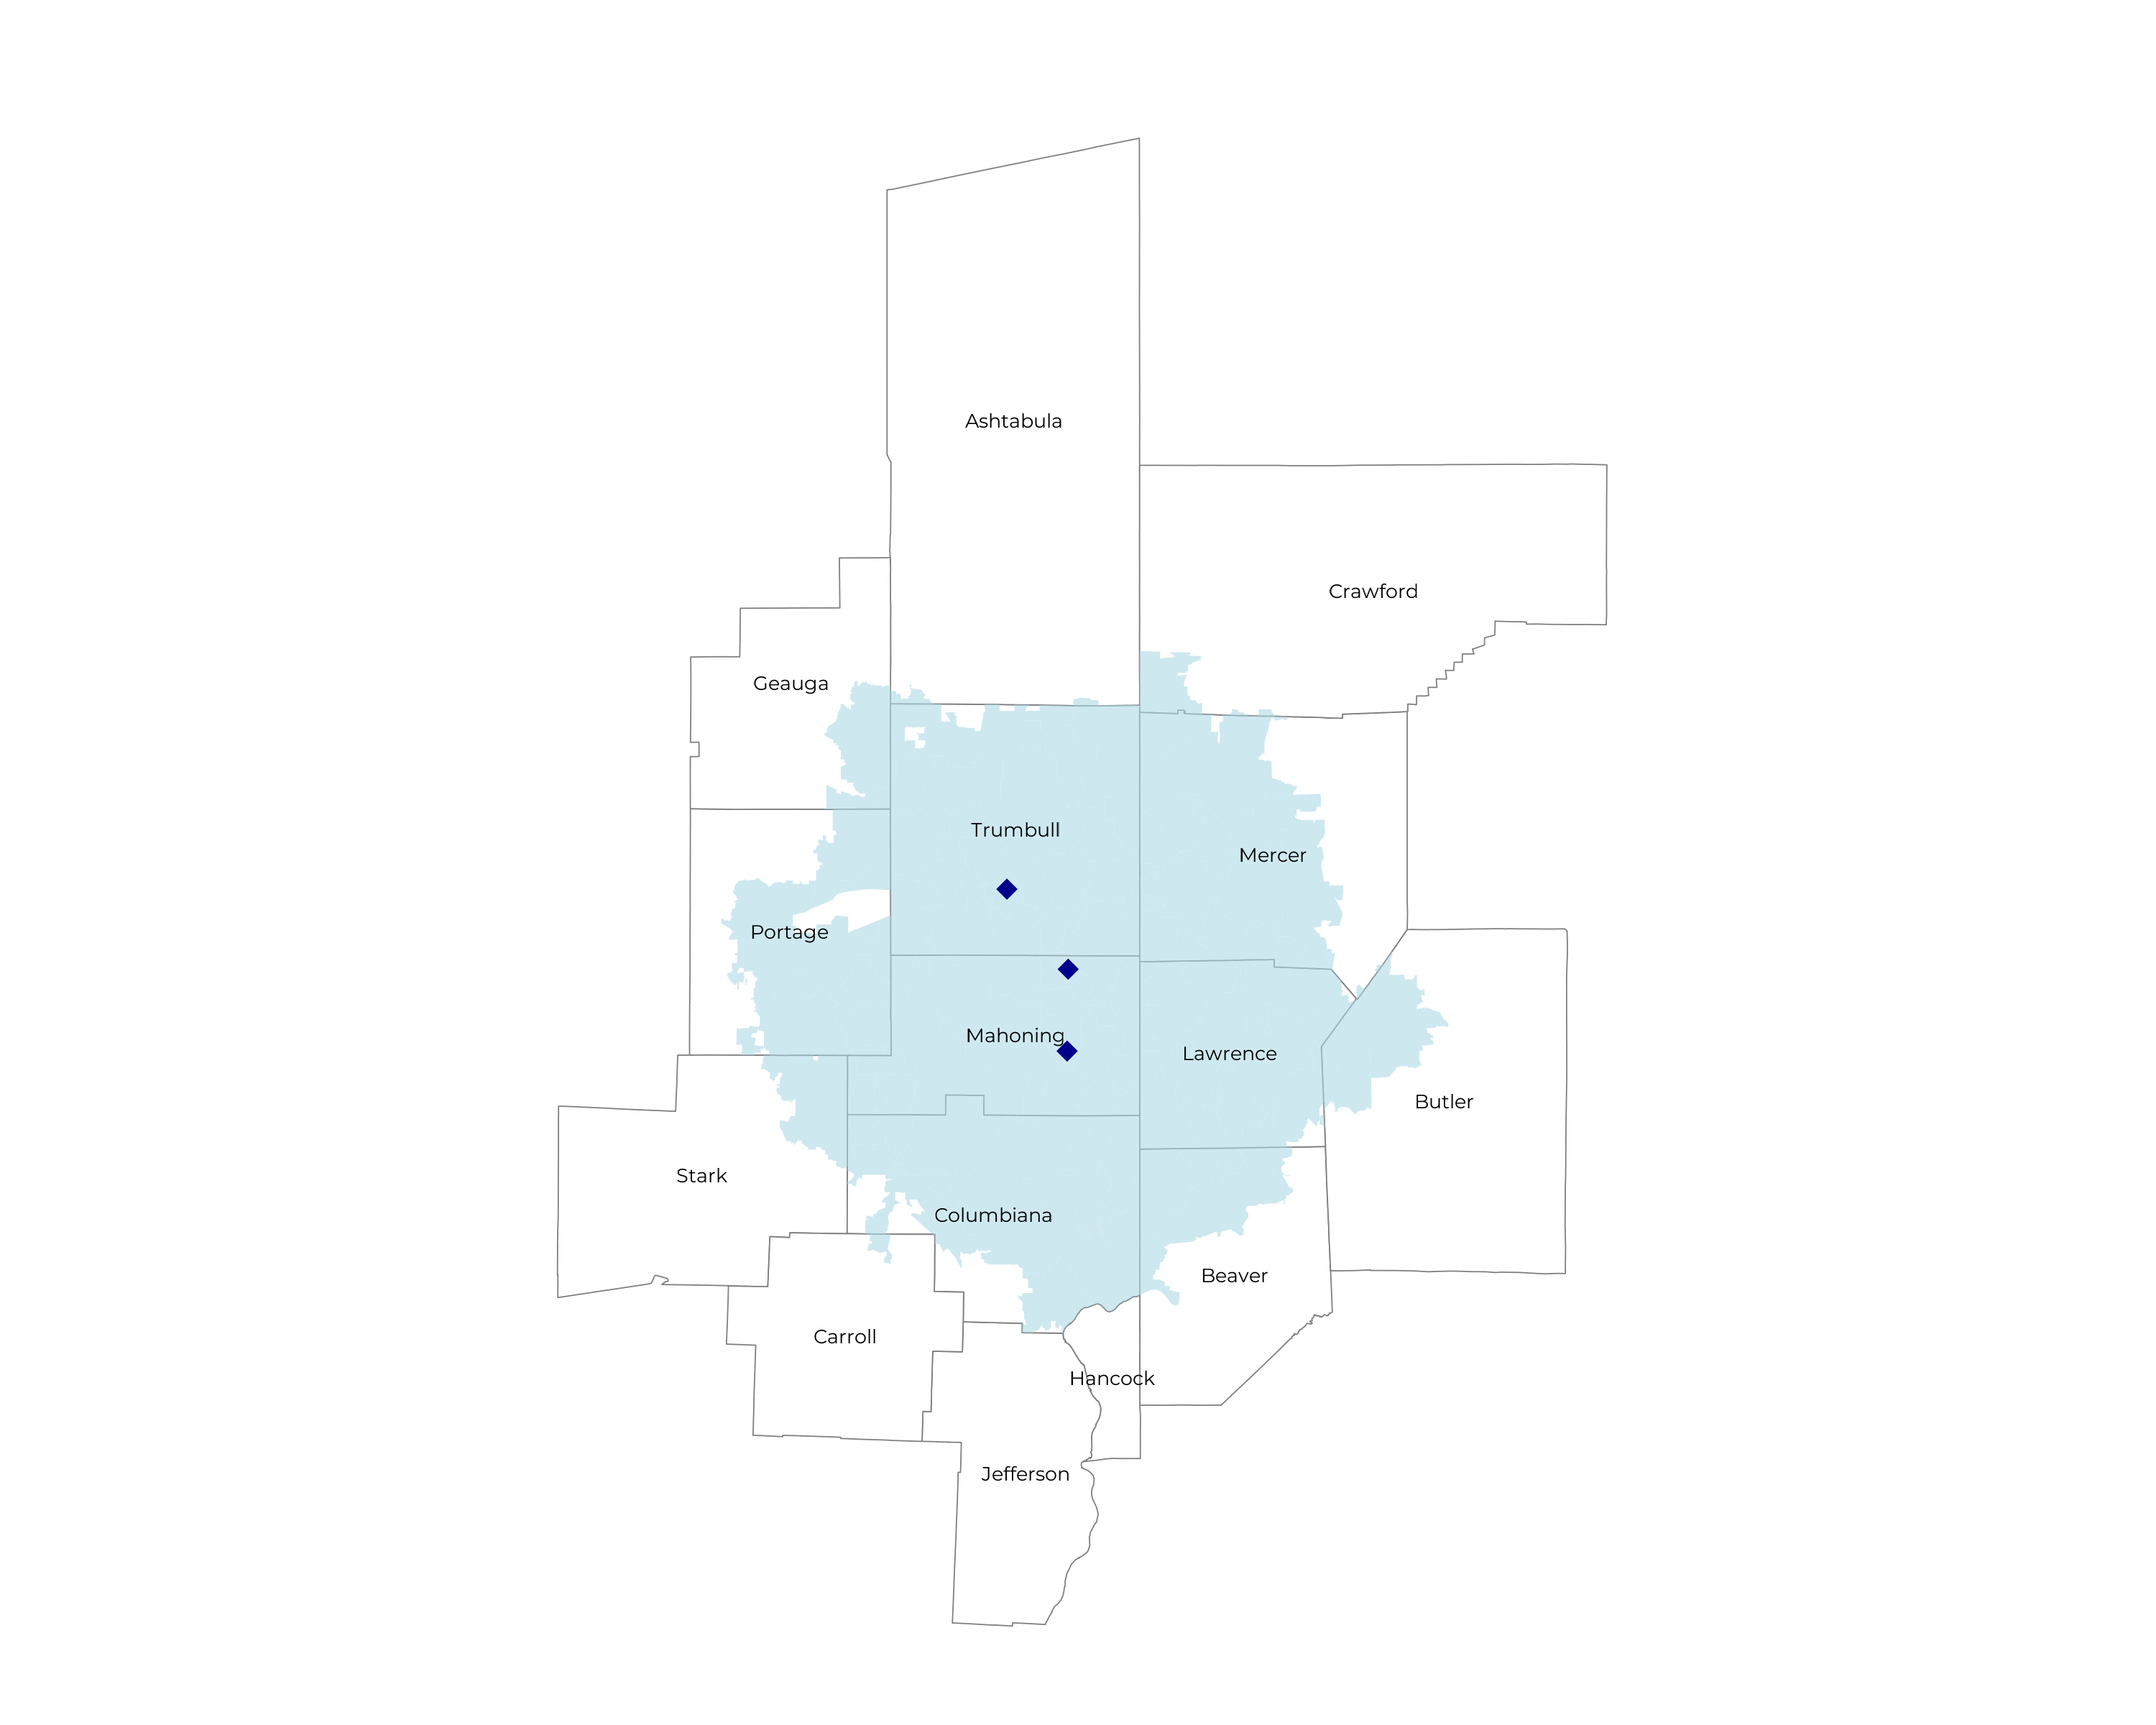 Ashtabula
Crawford
Geauga
Trumbull
Mercer
Portage
Mahoning
Lawrence
Butler
Stark
Columbiana
Beaver
Carroll
Hancock
Jefferson